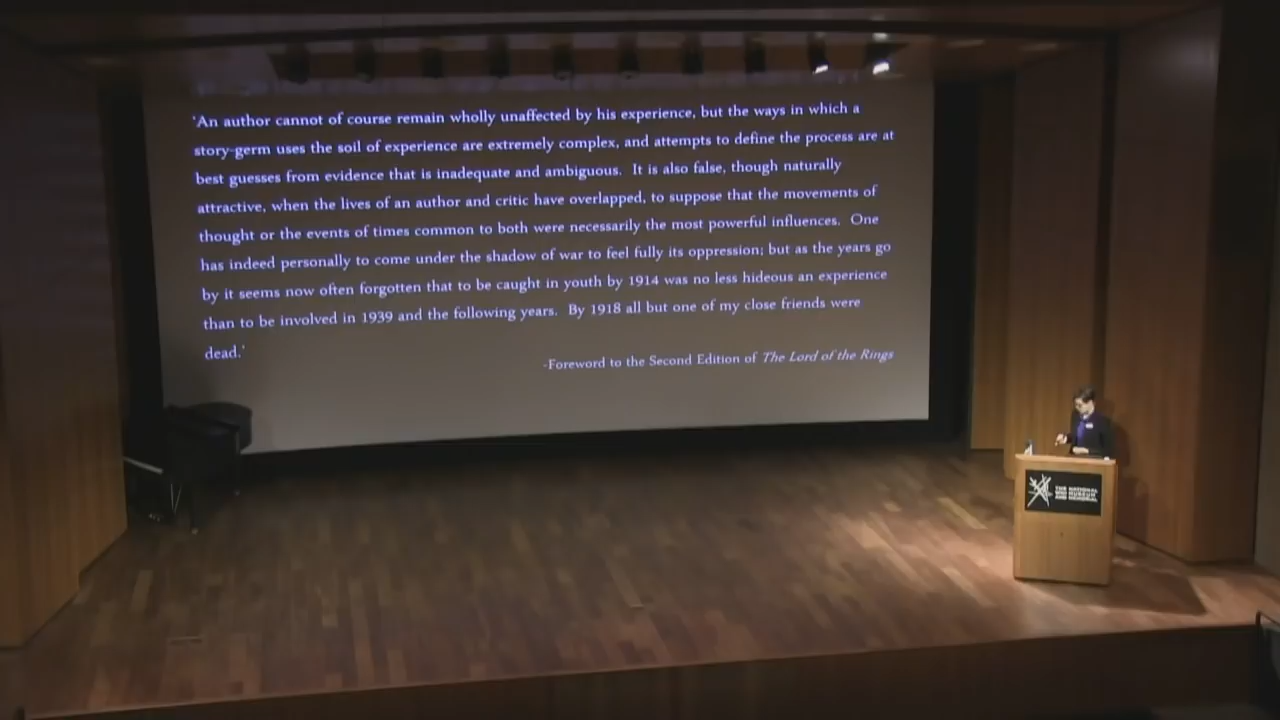 'An author cannot of course remain wholly unaffected by his experience, but the ways in which a
story-germ uses the soil of experience are extremely complex, and attempts to define the process are at
best guesses from evidence that is inadequate and ambiguous. It is also false, though naturally
attractive, when the lives of an author and critic have overlapped, to suppose that the movements of
thought or the events of times common to both were necessarily the most powerful influences. One
has indeed personally to come under the shadow of war to feel fully its oppression; but as the years go
by it seems now often forgotten that to be caught in youth by 1914 was no less hideous an experience
than to be involved in 1939 and the following years. By 1918 all but one of my close friends were
dead.'
-Foreword to the Second Edition of The Lord of the Rings
THE NATIONAL
WWI MUSEUM
AND MEMORIAL